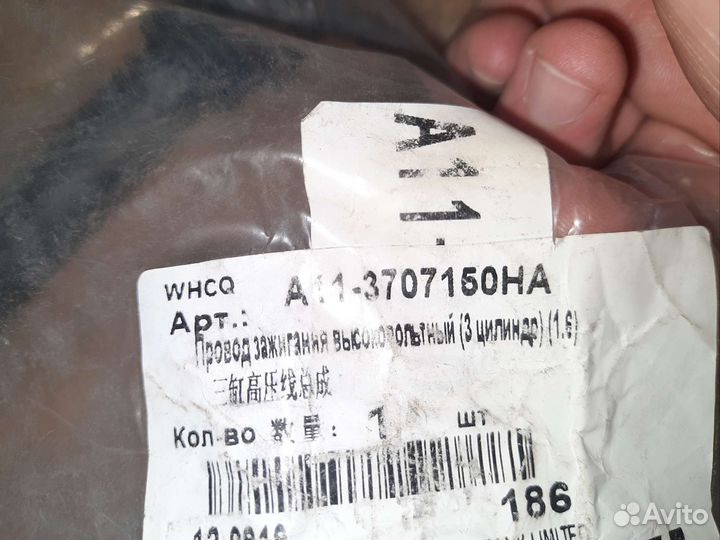 A11-
WHCQ A11-3707150HA
Арт.:
Провод зажигания высоковольтный (3 цилиндр) (1.6)
三缸高压线总成
Кол-во 数量: 1 шт
186
Avito